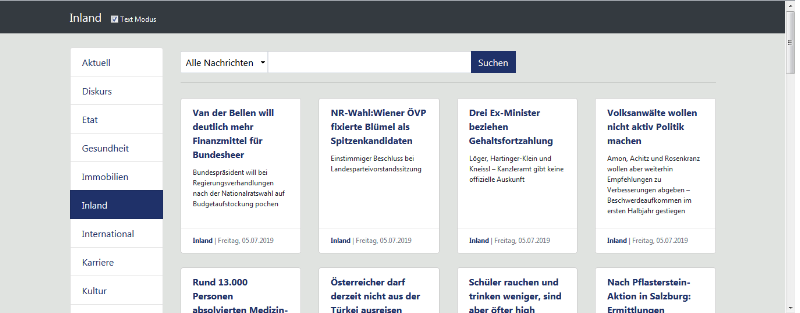 Inland
Text Modus
Aktuell
Diskurs
Etat
Gesundheit
Immobilien
Inland
International
Karriere
Kultur
Alle Nachrichten
Suchen
Van der Bellen will
deutlich mehr
Finanzmittel für
Bundesheer
Bundespräsident will bei
Regierungsverhandlungen
nach der Nationalratswahl auf
Budgetaufstockung pochen
Inland | Freitag, 05.07.2019
NR-Wahl:Wiener ÖVP
fixierte Blümel als
Spitzenkandidaten
Einstimmiger Beschluss bei
Landesparteivorstandssitzung
Inland | Freitag, 05.07.2019
Drei Ex-Minister
beziehen
Gehaltsfortzahlung
Löger, Hartinger-Klein und
Kneissl – Kanzleramt gibt keine
offizielle Auskunft
Inland | Freitag, 05.07.2019
Volksanwälte wollen
nicht aktiv Politik
machen
Amon, Achitz und Rosenkranz
wollen aber weiterhin
Empfehlungen zu
Verbesserungen abgeben –
Beschwerdeaufkommen im
ersten Halbjahr gestiegen
Inland | Freitag, 05.07.2019
Rund 13.000
Personen
absolvierten Medizin-
Österreicher darf
derzeit nicht aus der
Türkei ausreisen
Schüler rauchen und
trinken weniger, sind
aber öfter high
Nach Pflasterstein-
Aktion in Salzburg:
Ermittlungen